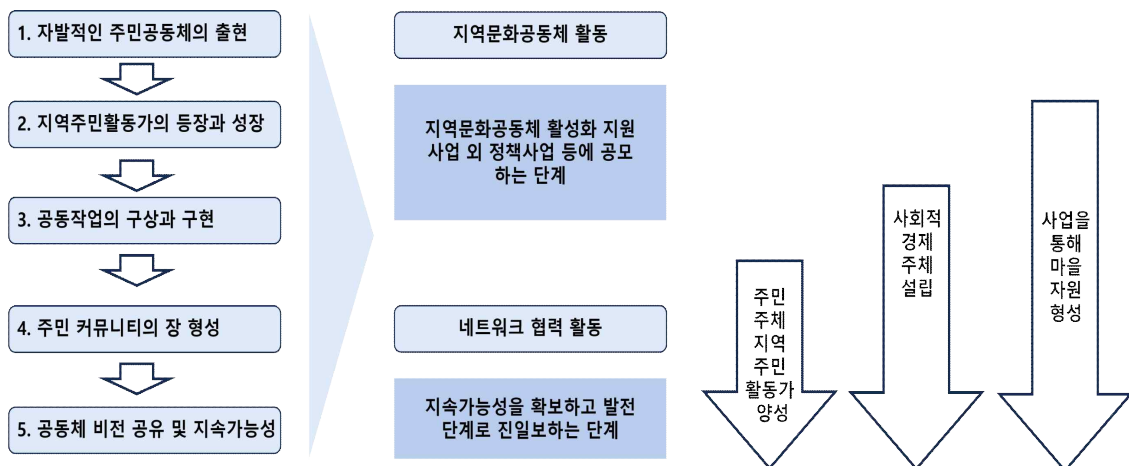 1. 자발적인 주민공동체의 출현
2. 지역주민활동가의 등장과 성장
3. 공동작업의 구상과 구현
4. 주민 커뮤니티의 장 형성
5. 공동체 비전 공유 및 지속가능성
지역문화공동체 활동
지역문화공동체 활성화 지원
사업 외 정책사업 등에 공모
하는 단계
네트워크 협력 활동
지속가능성을 확보하고 발전
단계로 진일보하는 단계
주민
주체
지역
주민
활동가
양성
사회적
경제
주체
설립
사업을
통해
마을
자원
형성